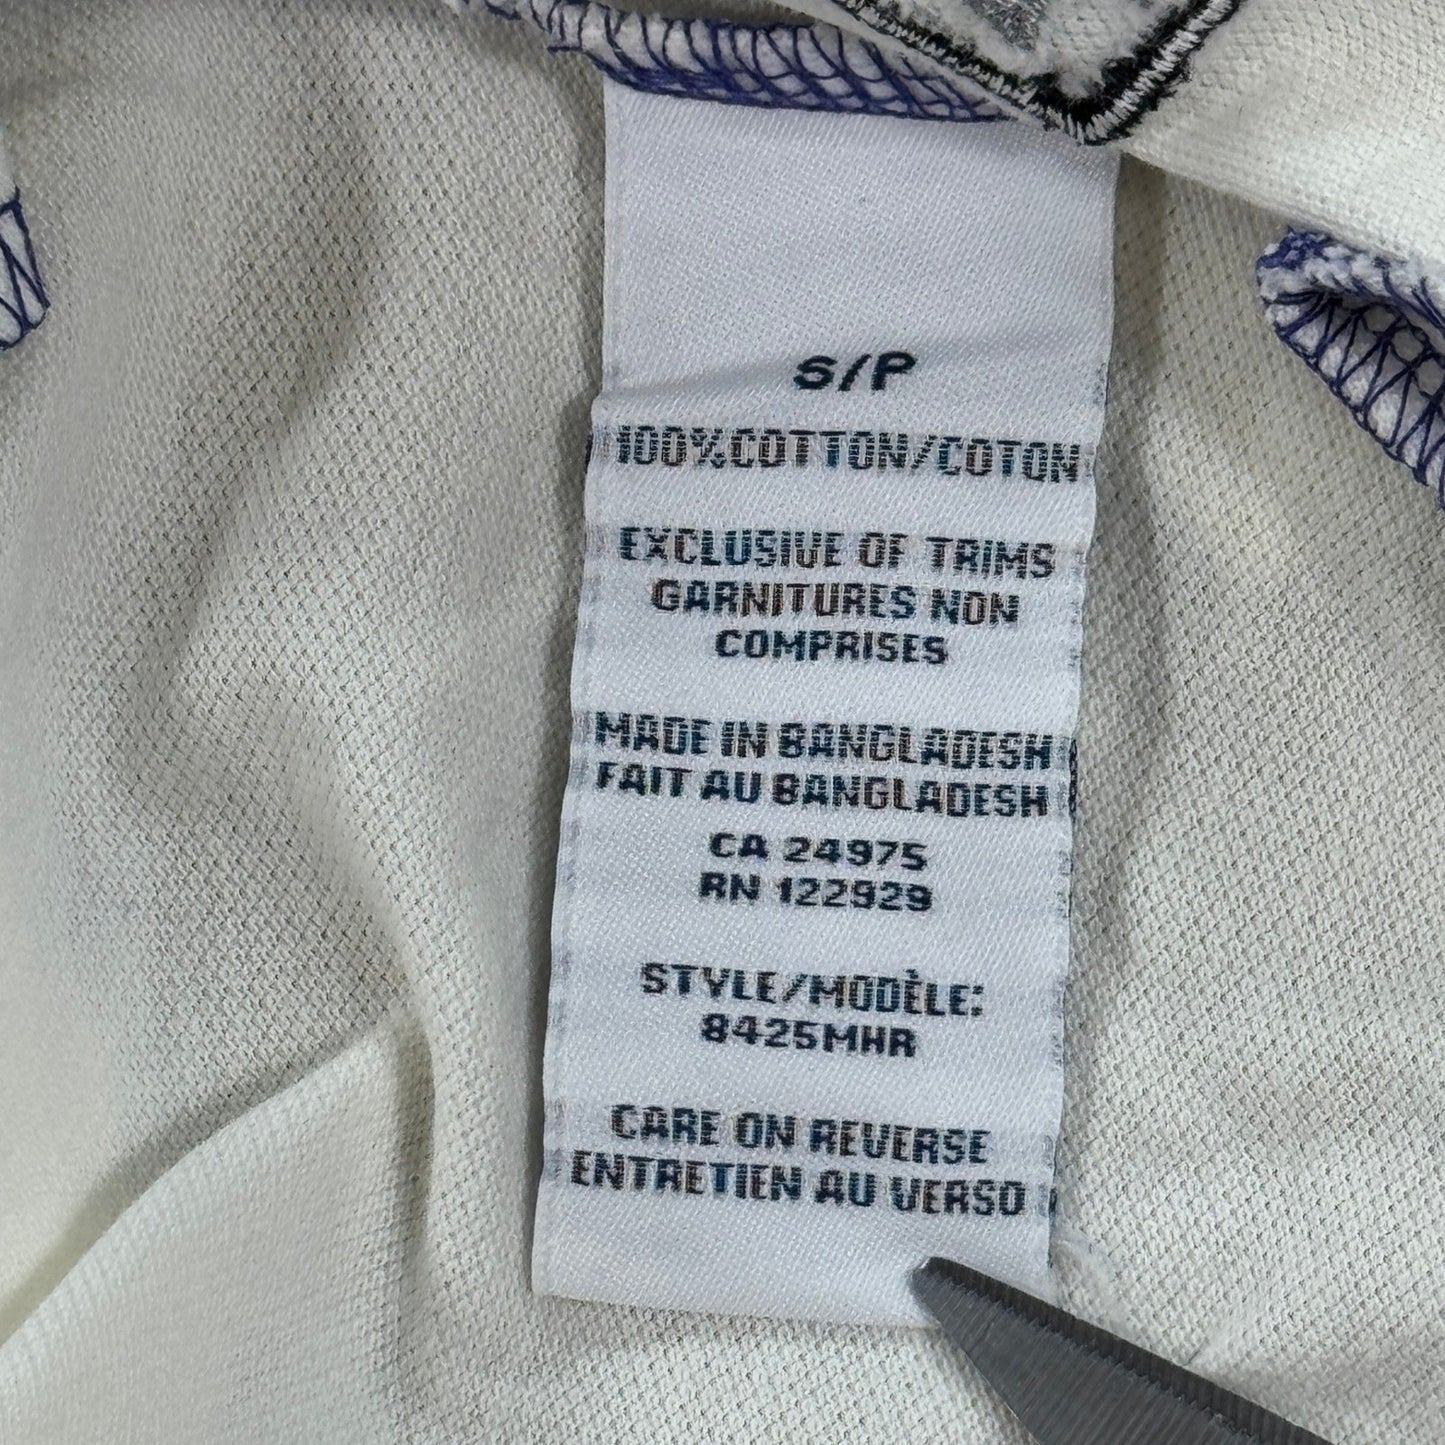 S/P
100%COTTON/COTON
EXCLUSIVE OF TRIMS
GARNITURES NON
COMPRISES
MADE IN BANGLADESH
FAIT AU BANGLADESH
CA 24975
RN 122929
STYLE/MODÈLE:
8425MHR
CARE ON REVERSE
ENTRETIEN AU VERSO